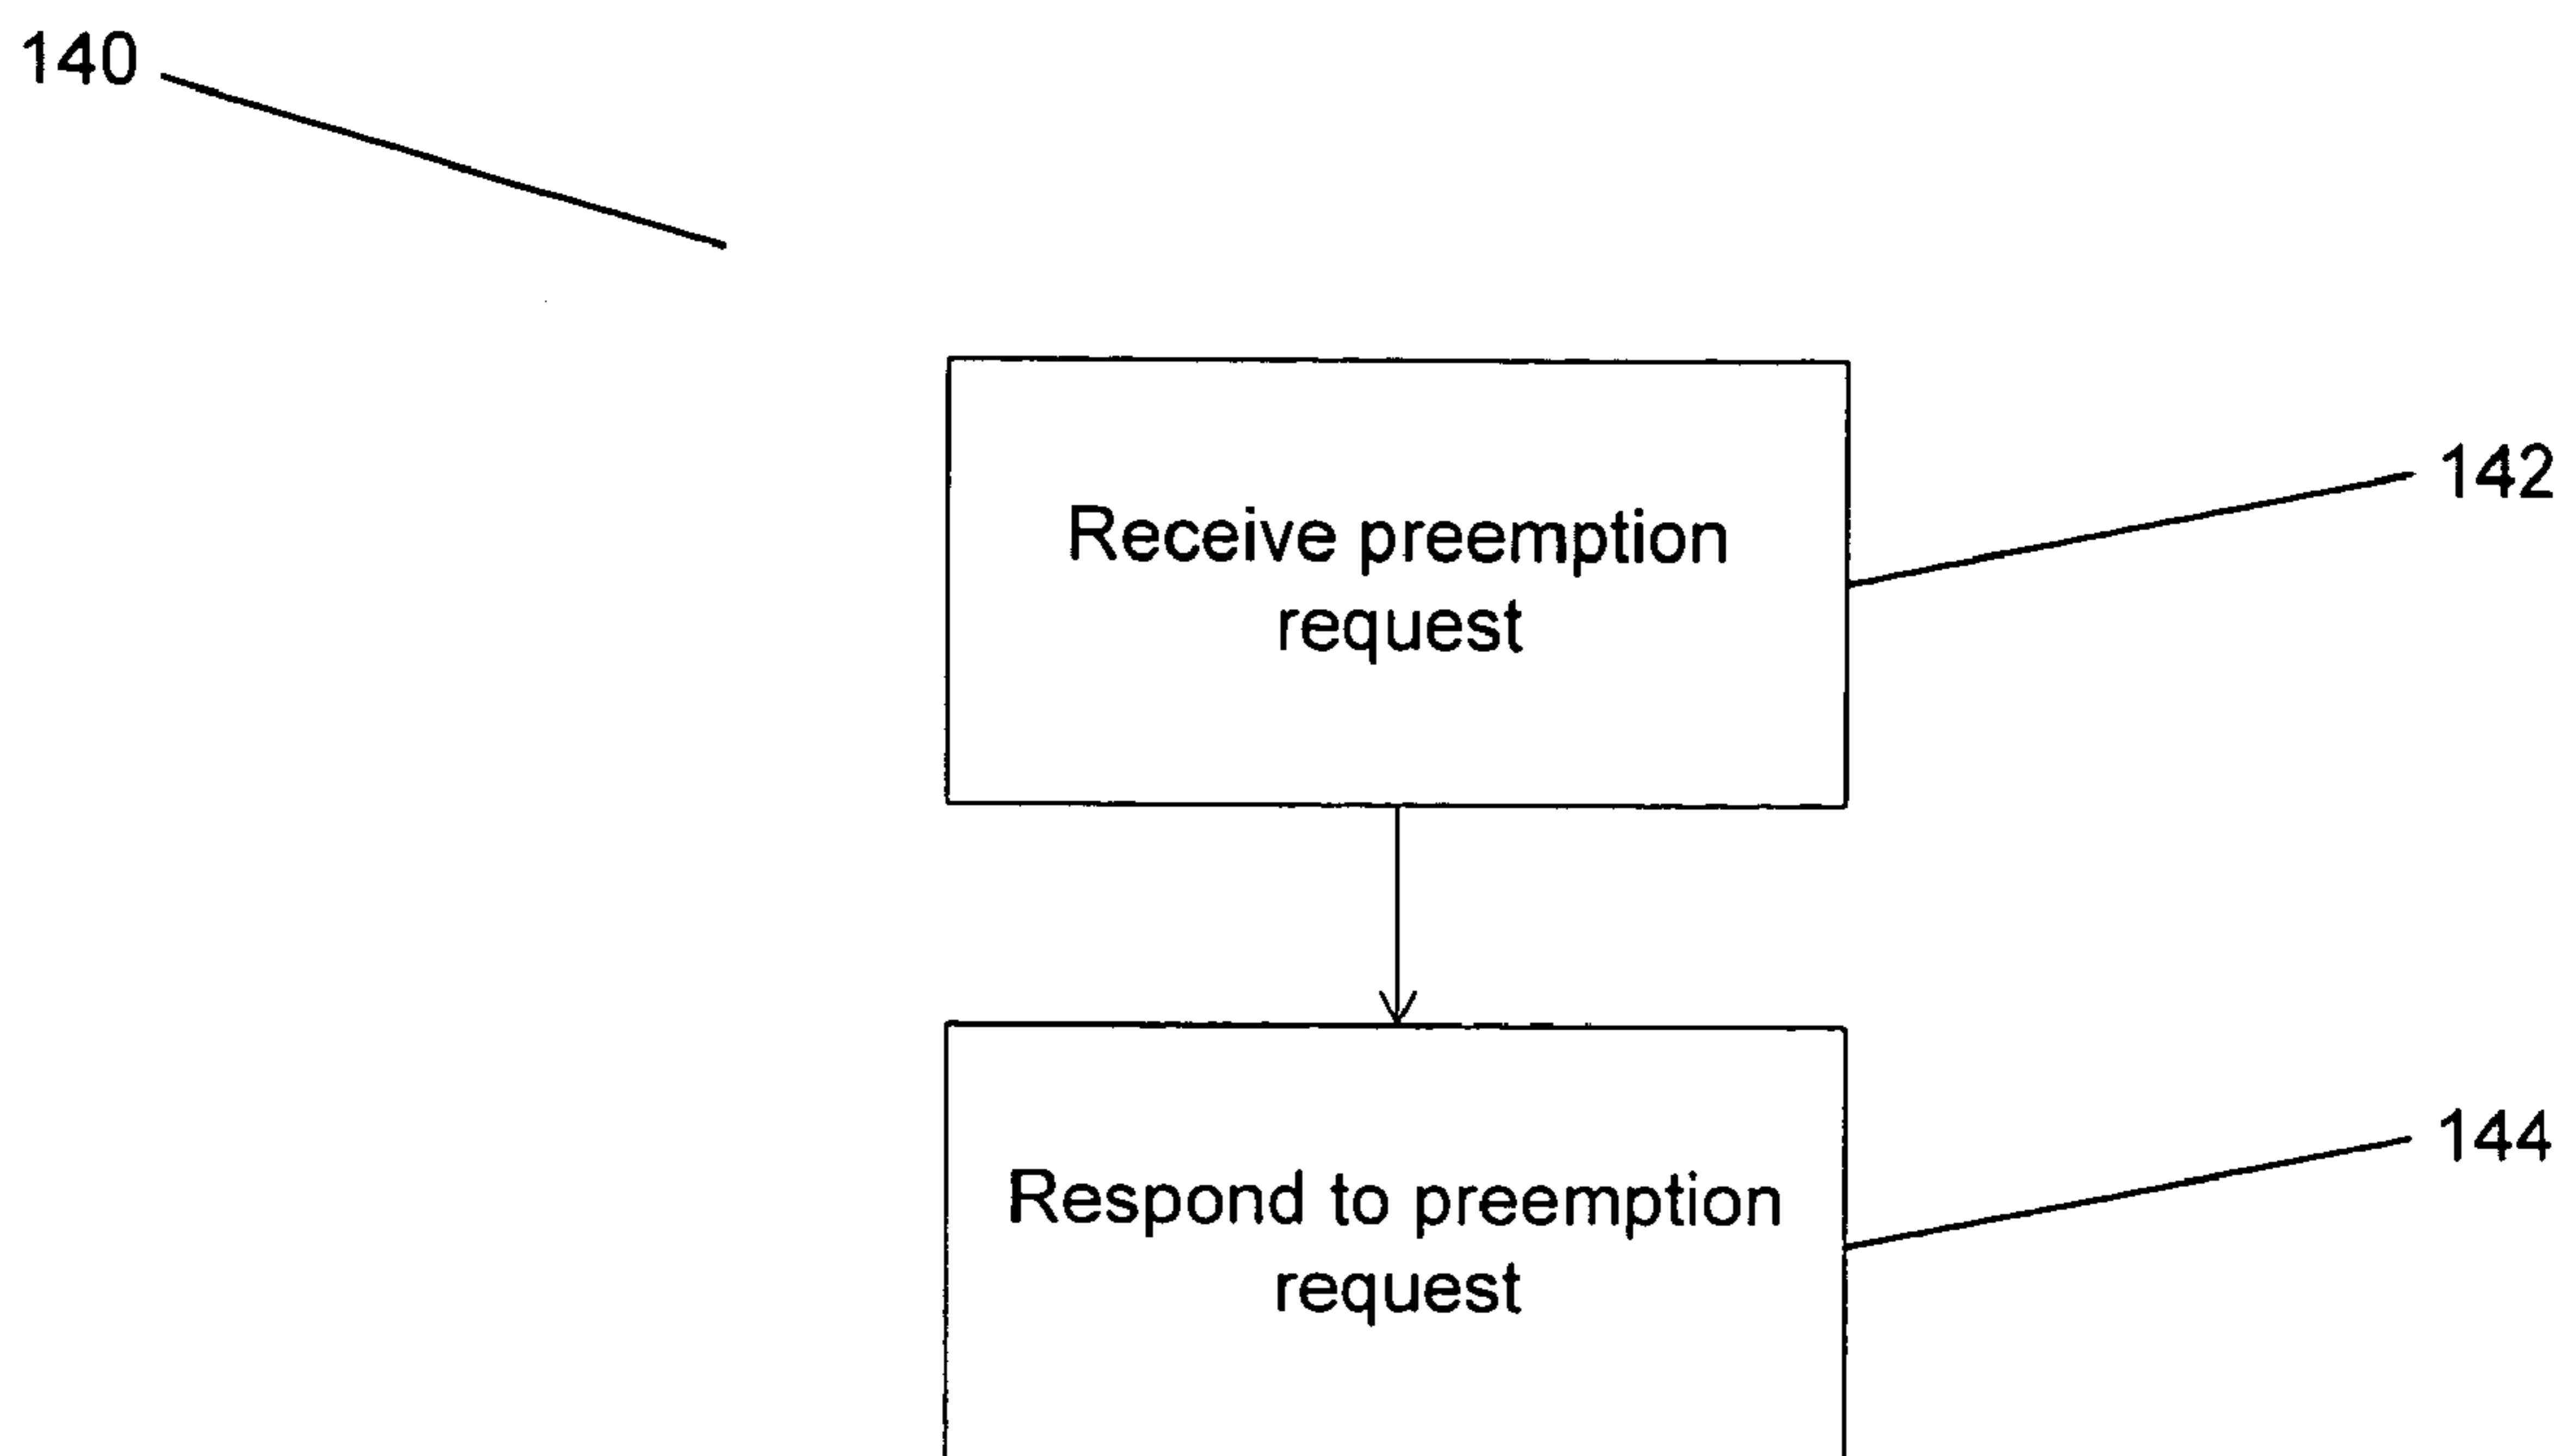 140
142
Receive preemption
request
144
Respond to preemption
request